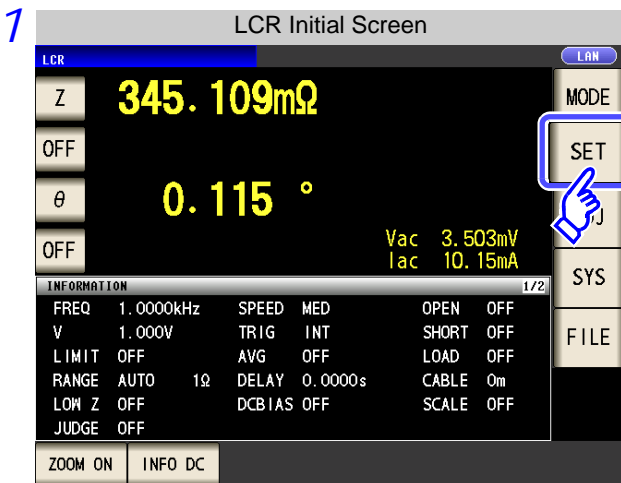 1
LCR Initial Screen
LCR
LAN
Z 345.109mΩ
MODE
OFF
SET
θ 0.115 °
OFF
Vac 3.503mV
Iac 10.15mA
SYS
INFORMATION 1/2
FREQ 1.0000kHz SPEED MED OPEN OFF
V 1.000V TRIG INT SHORT OFF
FILE
LIMIT OFF AVG OFF LOAD OFF
RANGE AUTO 1Ω DELAY 0.0000s CABLE 0m
LOW Z OFF DCBIAS OFF SCALE OFF
JUDGE OFF
ZOOM ON INFO DC